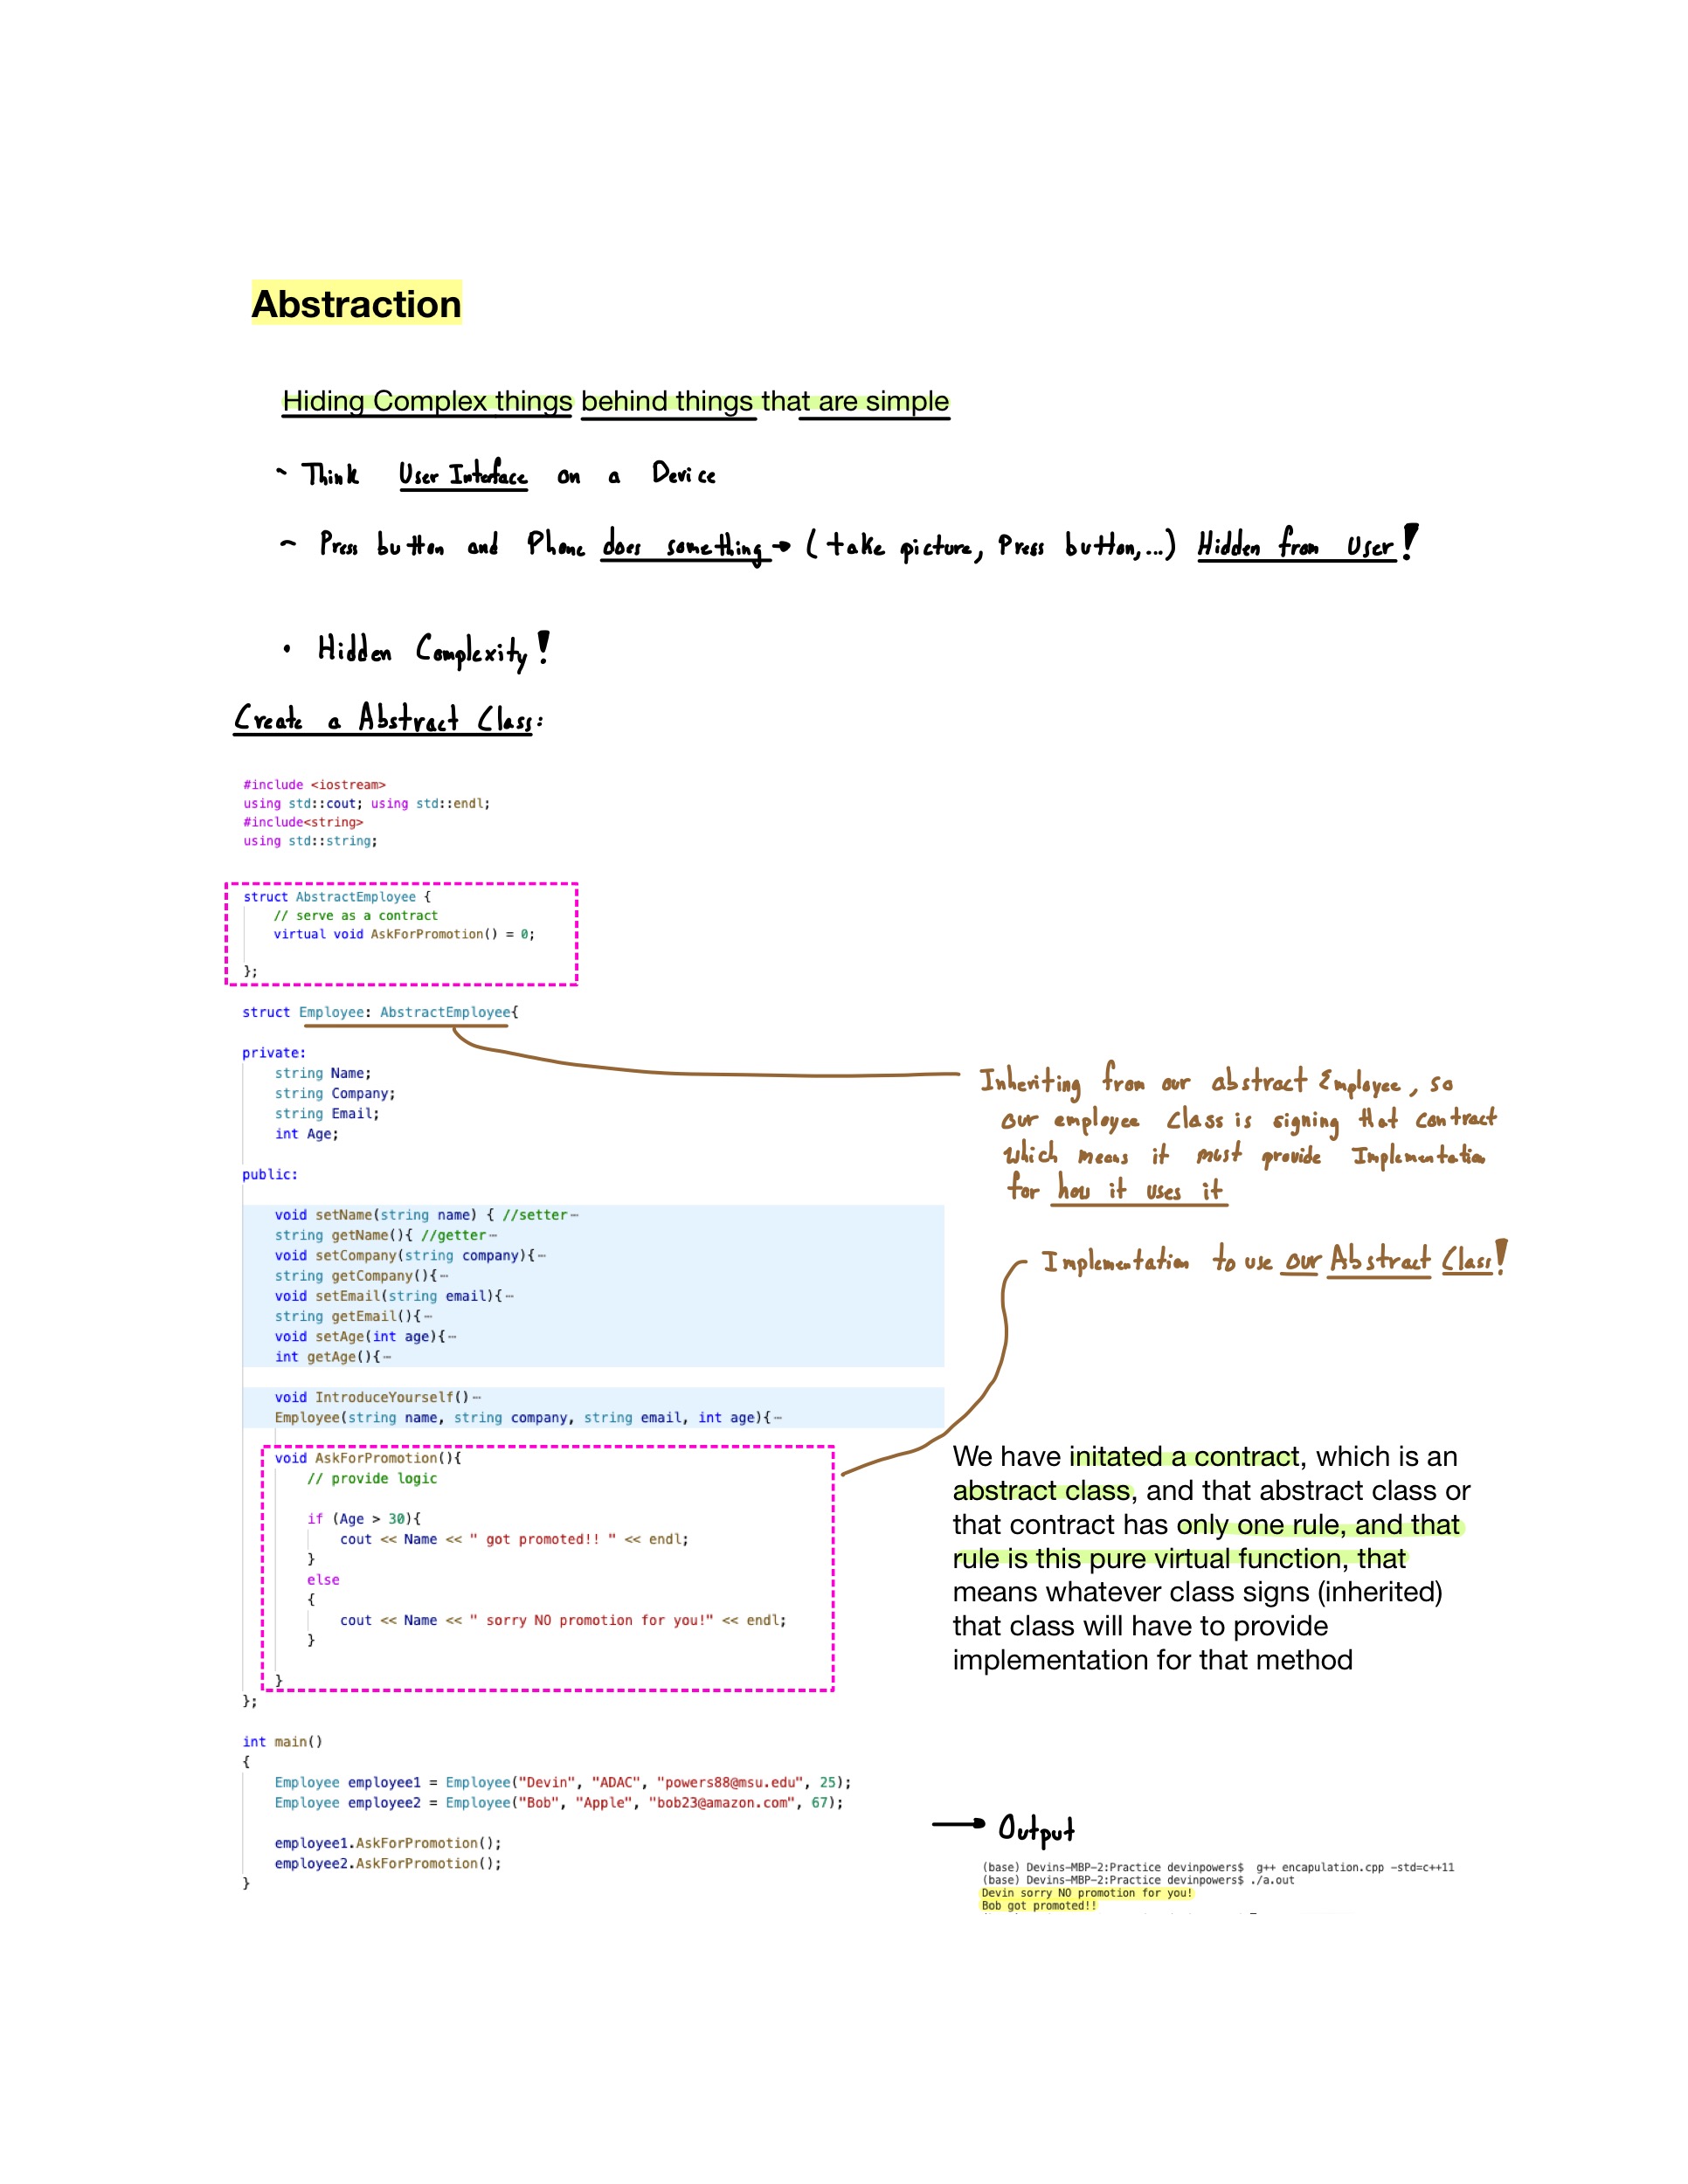 Abstraction
Hiding Complex things behind things that are simple
~ Think User Interface on a Device
~ Press button and Phone does something → (take picture, Press button,...) Hidden from User!
• Hidden Complexity!
Create a Abstract Class:
#include <iostream>
using std::cout; using std::endl;
#include<string>
using std::string;
struct AbstractEmployee {
// serve as a contract
virtual void AskForPromotion() = 0;
};
struct Employee: AbstractEmployee{
private:
string Name;
string Company;
string Email;
int Age;
Inheriting from our abstract Employee, so
our employee Class is signing that contract
which means it must provide Implementation
for how it uses it
public:
void setName(string name) { //setter⋯
string getName(){ //getter⋯
void setCompany(string company){⋯
string getCompany(){⋯
void setEmail(string email){⋯
string getEmail(){⋯
void setAge(int age){⋯
int getAge(){⋯
Implementation to use our Abstract Class!
void IntroduceYourself()⋯
Employee(string name, string company, string email, int age){⋯
void AskForPromotion(){
// provide logic
if (Age > 30){
cout << Name << " got promoted!! " << endl;
}
else
{
cout << Name << " sorry NO promotion for you!" << endl;
}
}
};
We have initated a contract, which is an
abstract class, and that abstract class or
that contract has only one rule, and that
rule is this pure virtual function, that
means whatever class signs (inherited)
that class will have to provide
implementation for that method
int main()
{
Employee employee1 = Employee("Devin", "ADAC", "powers88@msu.edu", 25);
Employee employee2 = Employee("Bob", "Apple", "bob23@amazon.com", 67);
employee1.AskForPromotion();
employee2.AskForPromotion();
}
→ Output
(base) Devins-MBP-2:Practice devinpowers$  g++ encapulation.cpp -std=c++11
(base) Devins-MBP-2:Practice devinpowers$ ./a.out
Devin sorry NO promotion for you!
Bob got promoted!!